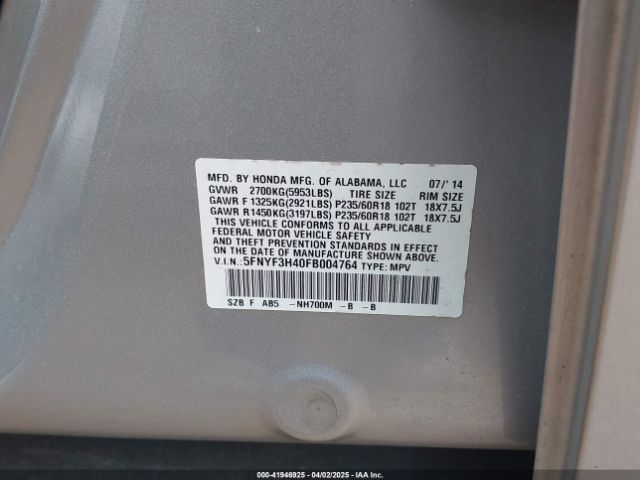 MFD. BY HONDA MFG. OF ALABAMA, LLC 07/'14
GVWR 2700KG(5953LBS) TIRE SIZE RIM SIZE
GAWR F 1325KG(2921LBS) P235/60R18 102T 18X7.5J
GAWR R1450KG(3197LBS) P235/60R18 102T 18X7.5J
THIS VEHICLE CONFORMS TO ALL APPLICABLE
FEDERAL MOTOR VEHICLE SAFETY
AND THEFT PREVENTION STANDARDS IN EFFECT
ON THE DATE OF MANUFACTURE SHOWN ABOVE.
V.I.N.: 5FNYF3H40FB004764 TYPE: MPV
SZB F AB5 -NH700M -B -B
000-41946925 - 04/02/2025 - IAA Inc.